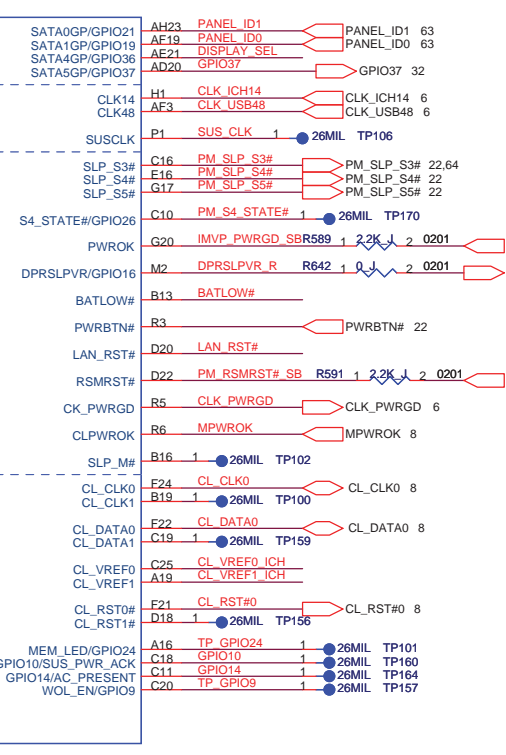 SATA0GP/GPIO21 AH23 PANEL_ID1 PANEL_ID1 63
SATA1GP/GPIO19 AF19 PANEL_ID0 PANEL_ID0 63
SATA4GP/GPIO36 AE21 DISPLAY_SEL
SATA5GP/GPIO37 AD20 GPIO37 GPIO37 32
CLK14 H1 CLK_ICH14 CLK_ICH14 6
CLK48 AF3 CLK_USB48 CLK_USB48 6
SUSCLK P1 SUS_CLK 1 26MIL TP106
SLP_S3# C16 PM_SLP_S3# PM_SLP_S3# 22,64
SLP_S4# E16 PM_SLP_S4# PM_SLP_S4# 22
SLP_S5# G17 PM_SLP_S5# PM_SLP_S5# 22
S4_STATE#/GPIO26 C10 PM_S4_STATE# 1 26MIL TP170
PWROK G20 IMVP_PWRGD_SB R589 1 2.2K_J 2 0201
DPRSLPVR/GPIO16 M2 DPRSLPVR_R R642 1 0_J 2 0201
BATLOW# B13 BATLOW#
PWRBTN# R3 PWRBTN# 22
LAN_RST# D20 LAN_RST#
RSMRST# D22 PM_RSMRST#_SB R591 1 2.2K_J 2 0201
CK_PWRGD R5 CLK_PWRGD CLK_PWRGD 6
CLPWROK R6 MPWROK MPWROK 8
SLP_M# B16 1 26MIL TP102
CL_CLK0 F24 CL_CLK0 CL_CLK0 8
CL_CLK1 B19 1 26MIL TP100
CL_DATA0 F22 CL_DATA0 CL_DATA0 8
CL_DATA1 C19 1 26MIL TP159
CL_VREF0 C25 CL_VREF0_ICH
CL_VREF1 A19 CL_VREF1_ICH
CL_RST0# F21 CL_RST#0 CL_RST#0 8
CL_RST1# D18 1 26MIL TP156
MEM_LED/GPIO24 A16 TP_GPIO24 1 26MIL TP101
GPIO10/SUS_PWR_ACK C18 GPIO10 1 26MIL TP160
GPIO14/AC_PRESENT C11 GPIO14 1 26MIL TP164
WOL_EN/GPIO9 C20 TP_GPIO9 1 26MIL TP157